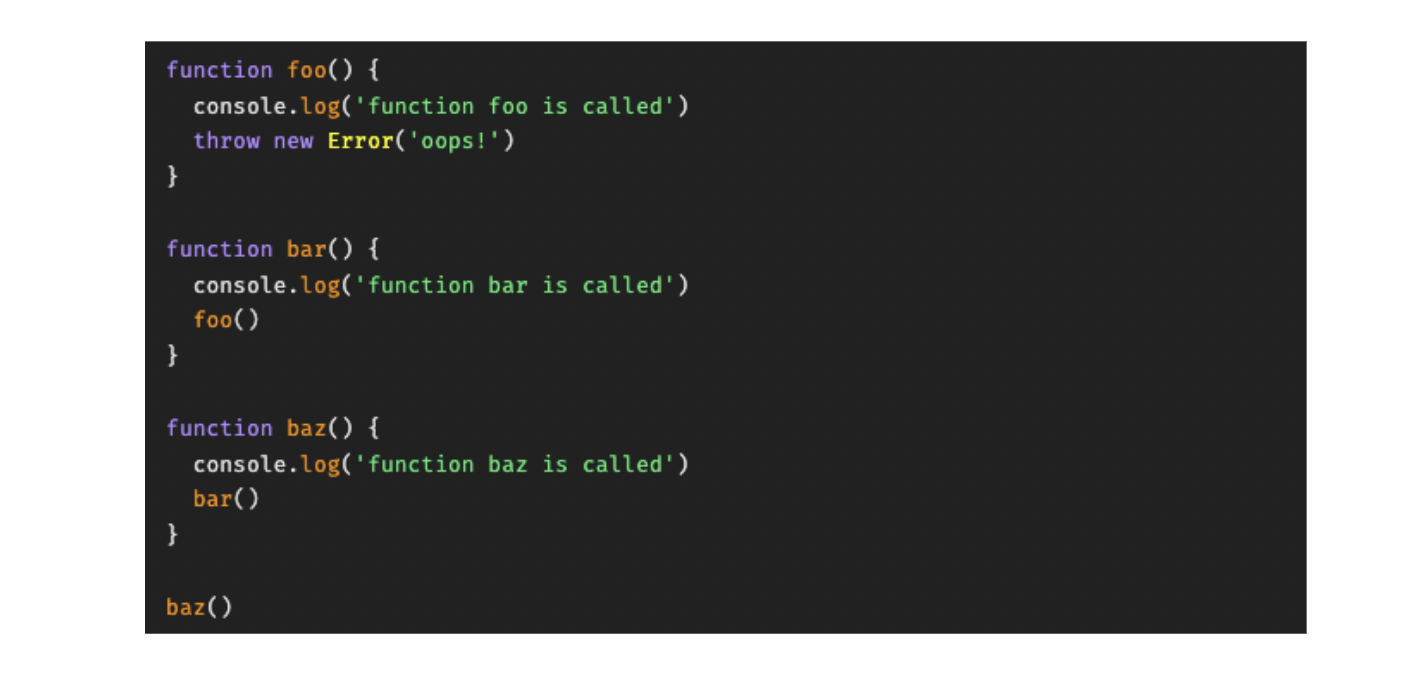 function foo() {
  console.log('function foo is called')
  throw new Error('oops!')
}

function bar() {
  console.log('function bar is called')
  foo()
}

function baz() {
  console.log('function baz is called')
  bar()
}

baz()